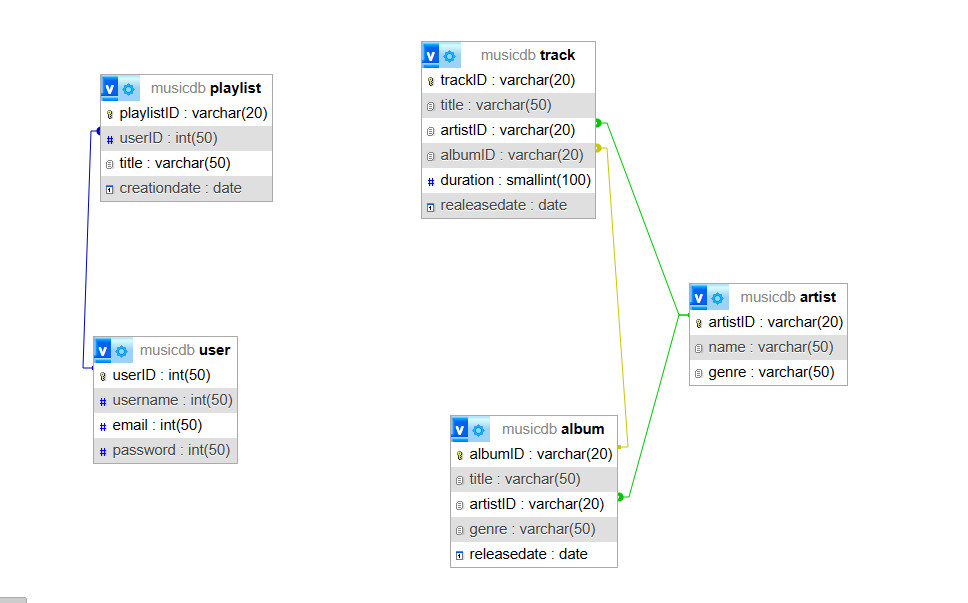 v musicdb playlist
playlistID : varchar(20)
# userID : int(50)
title : varchar(50)
creationdate : date
v musicdb track
trackID : varchar(20)
title : varchar(50)
artistID : varchar(20)
albumID : varchar(20)
# duration : smallint(100)
realeasedate : date
v musicdb user
userID : int(50)
# username : int(50)
# email : int(50)
# password : int(50)
v musicdb artist
artistID : varchar(20)
name : varchar(50)
genre : varchar(50)
v musicdb album
albumID : varchar(20)
title : varchar(50)
artistID : varchar(20)
genre : varchar(50)
releasedate : date